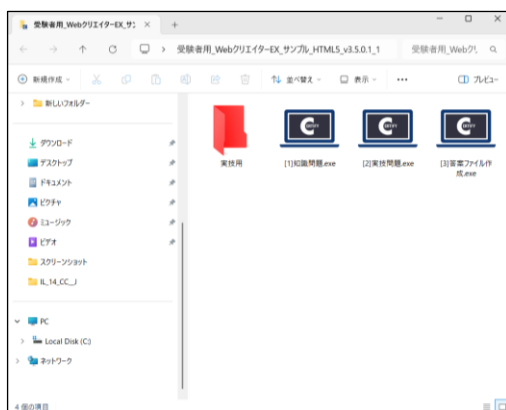 受験者用_WebクリエイターEX_サン
受験者用_WebクリエイターEX_サンプル_HTML5_v3.5.0.1_1
受験者用_Webクリ
新規作成
並べ替え
表示
プレビュー
新しいフォルダー
ダウンロード
デスクトップ
ドキュメント
ピクチャ
ミュージック
ビデオ
スクリーンショット
IL_14_CC_J
PC
Local Disk (C:)
ネットワーク
実技用
[1]知識問題.exe
[2]実技問題.exe
[3]答案ファイル作
成.exe
4 個の項目